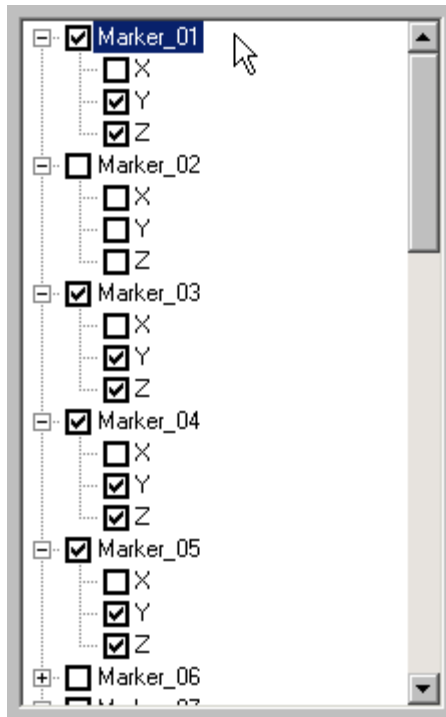 Marker_01
X
Y
Z
Marker_02
X
Y
Z
Marker_03
X
Y
Z
Marker_04
X
Y
Z
Marker_05
X
Y
Z
Marker_06